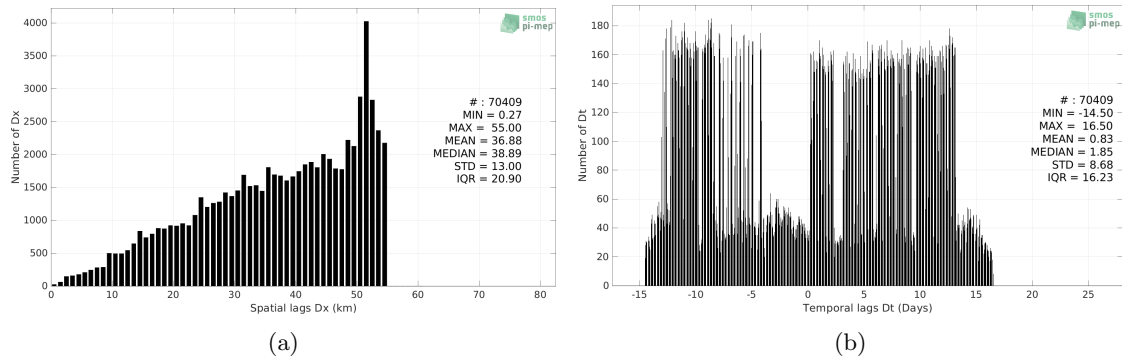 smos
pi-mep
4000
3500
3000
2500
2000
1500
1000
500
0
Number of Dx
# : 70409
MIN = 0.27
MAX = 55.00
MEAN = 36.88
MEDIAN = 38.89
STD = 13.00
IQR = 20.90
0 10 20 30 40 50 60 70 80
Spatial lags Dx (km)
(a)
smos
pi-mep
180
160
140
120
100
80
60
40
20
0
Number of Dt
# : 70409
MIN = -14.50
MAX = 16.50
MEAN = 0.83
MEDIAN = 1.85
STD = 8.68
IQR = 16.23
-15 -10 -5 0 5 10 15 20 25
Temporal lags Dt (Days)
(b)